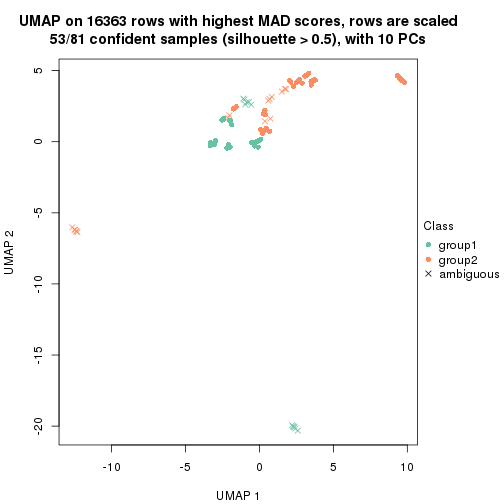 UMAP on 16363 rows with highest MAD scores, rows are scaled
53/81 confident samples (silhouette > 0.5), with 10 PCs
5
0
-5
-10
-15
-20
UMAP 2
-10
-5
0
5
10
UMAP 1
Class
group1
group2
ambiguous